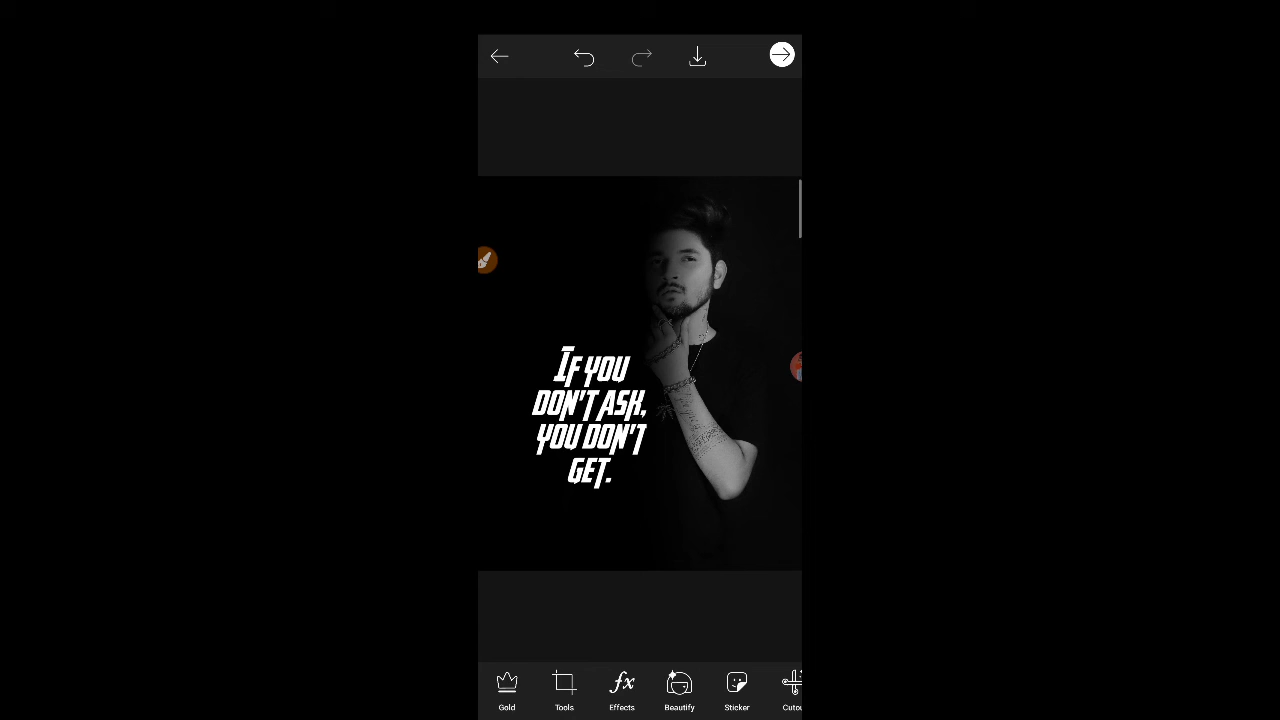 If you
don't ask,
you don't
get.
Gold Tools Effects Beautify Sticker